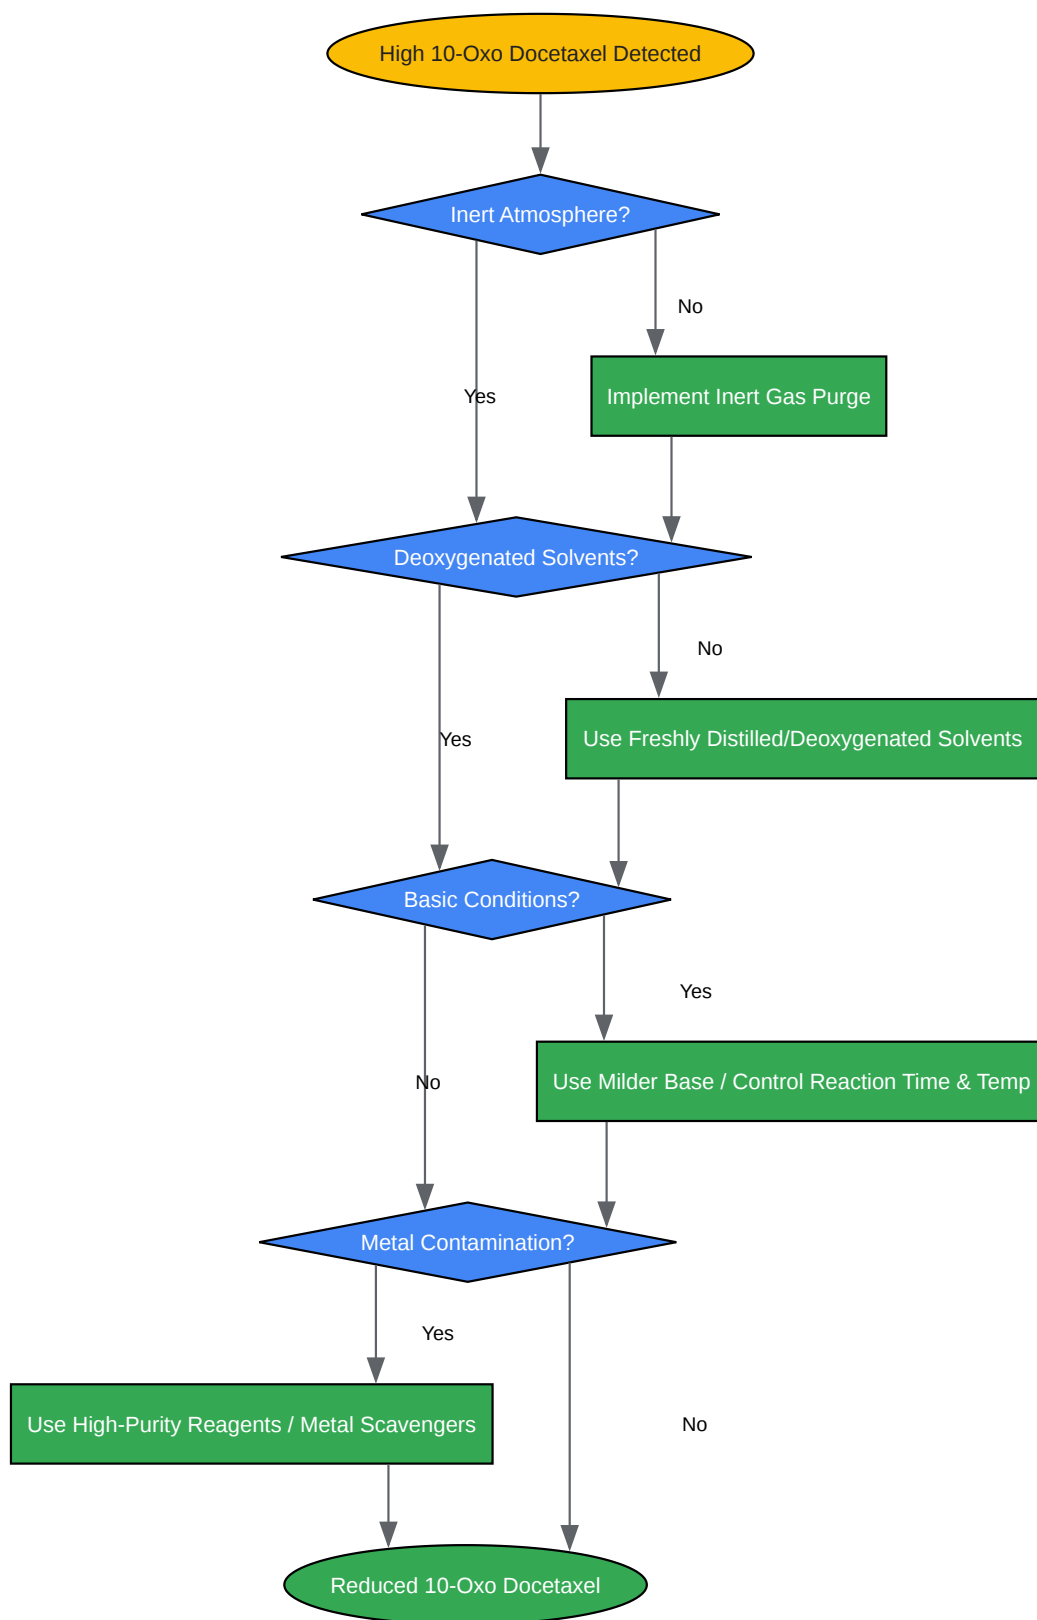 High 10-Oxo Docetaxel Detected
Inert Atmosphere?
No
Yes
Implement Inert Gas Purge
Deoxygenated Solvents?
No
Yes
Use Freshly Distilled/Deoxygenated Solvents
Basic Conditions?
Yes
No
Use Milder Base / Control Reaction Time & Temp
Metal Contamination?
Yes
Use High-Purity Reagents / Metal Scavengers
No
Reduced 10-Oxo Docetaxel